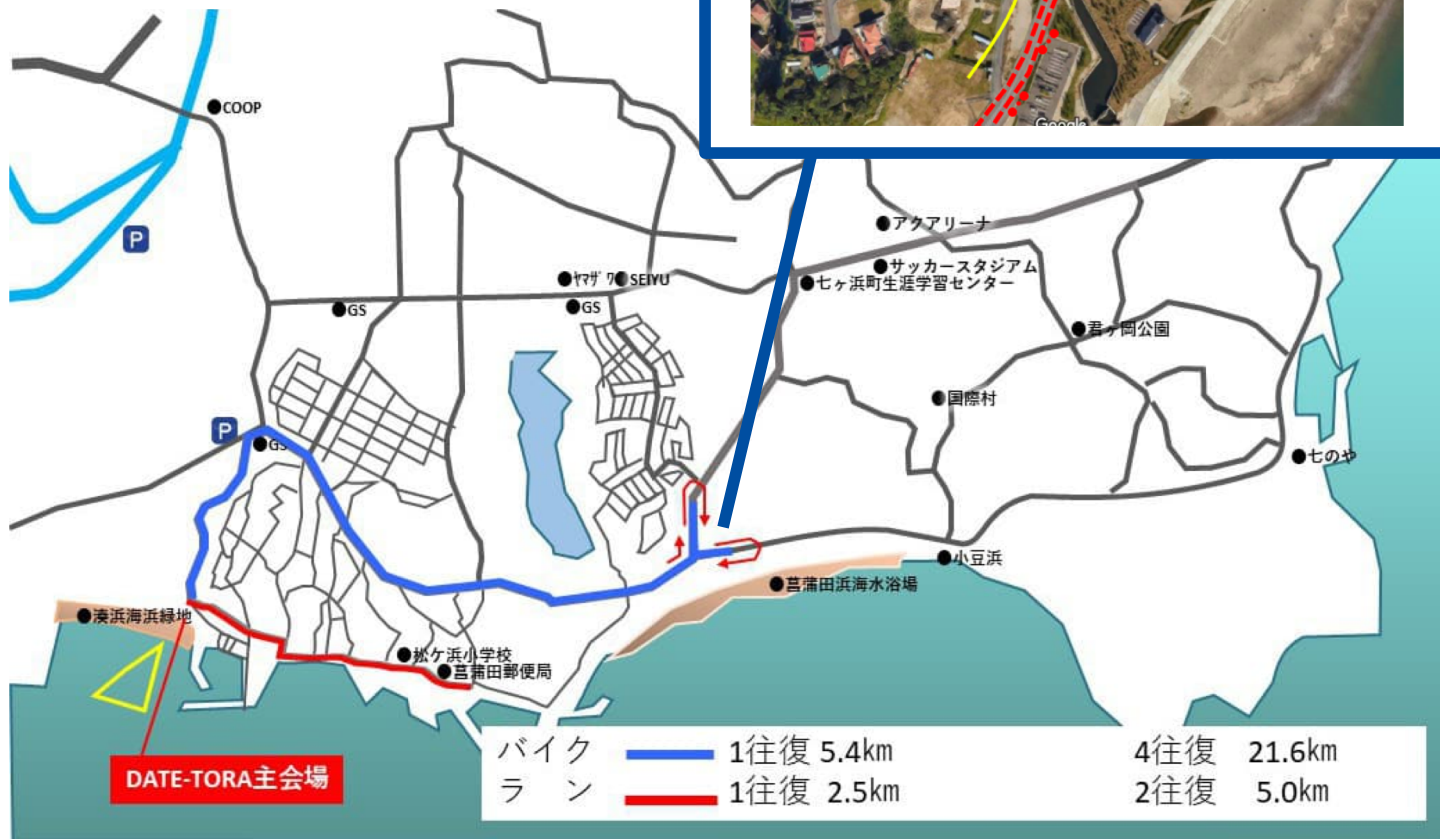 Google
COOP
P
アクアリーナ
サッカースタジアム
ヤマザワ
SEIYU
七ヶ浜町生涯学習センター
GS
GS
君ヶ岡公園
国際村
P
GS
七のや
小豆浜
菖蒲田浜海水浴場
湊浜海浜緑地
松ケ浜小学校
菖蒲田郵便局
DATE-TORA主会場
バイク 1往復 5.4㎞ 4往復 21.6㎞
ラン 1往復 2.5㎞ 2往復 5.0㎞